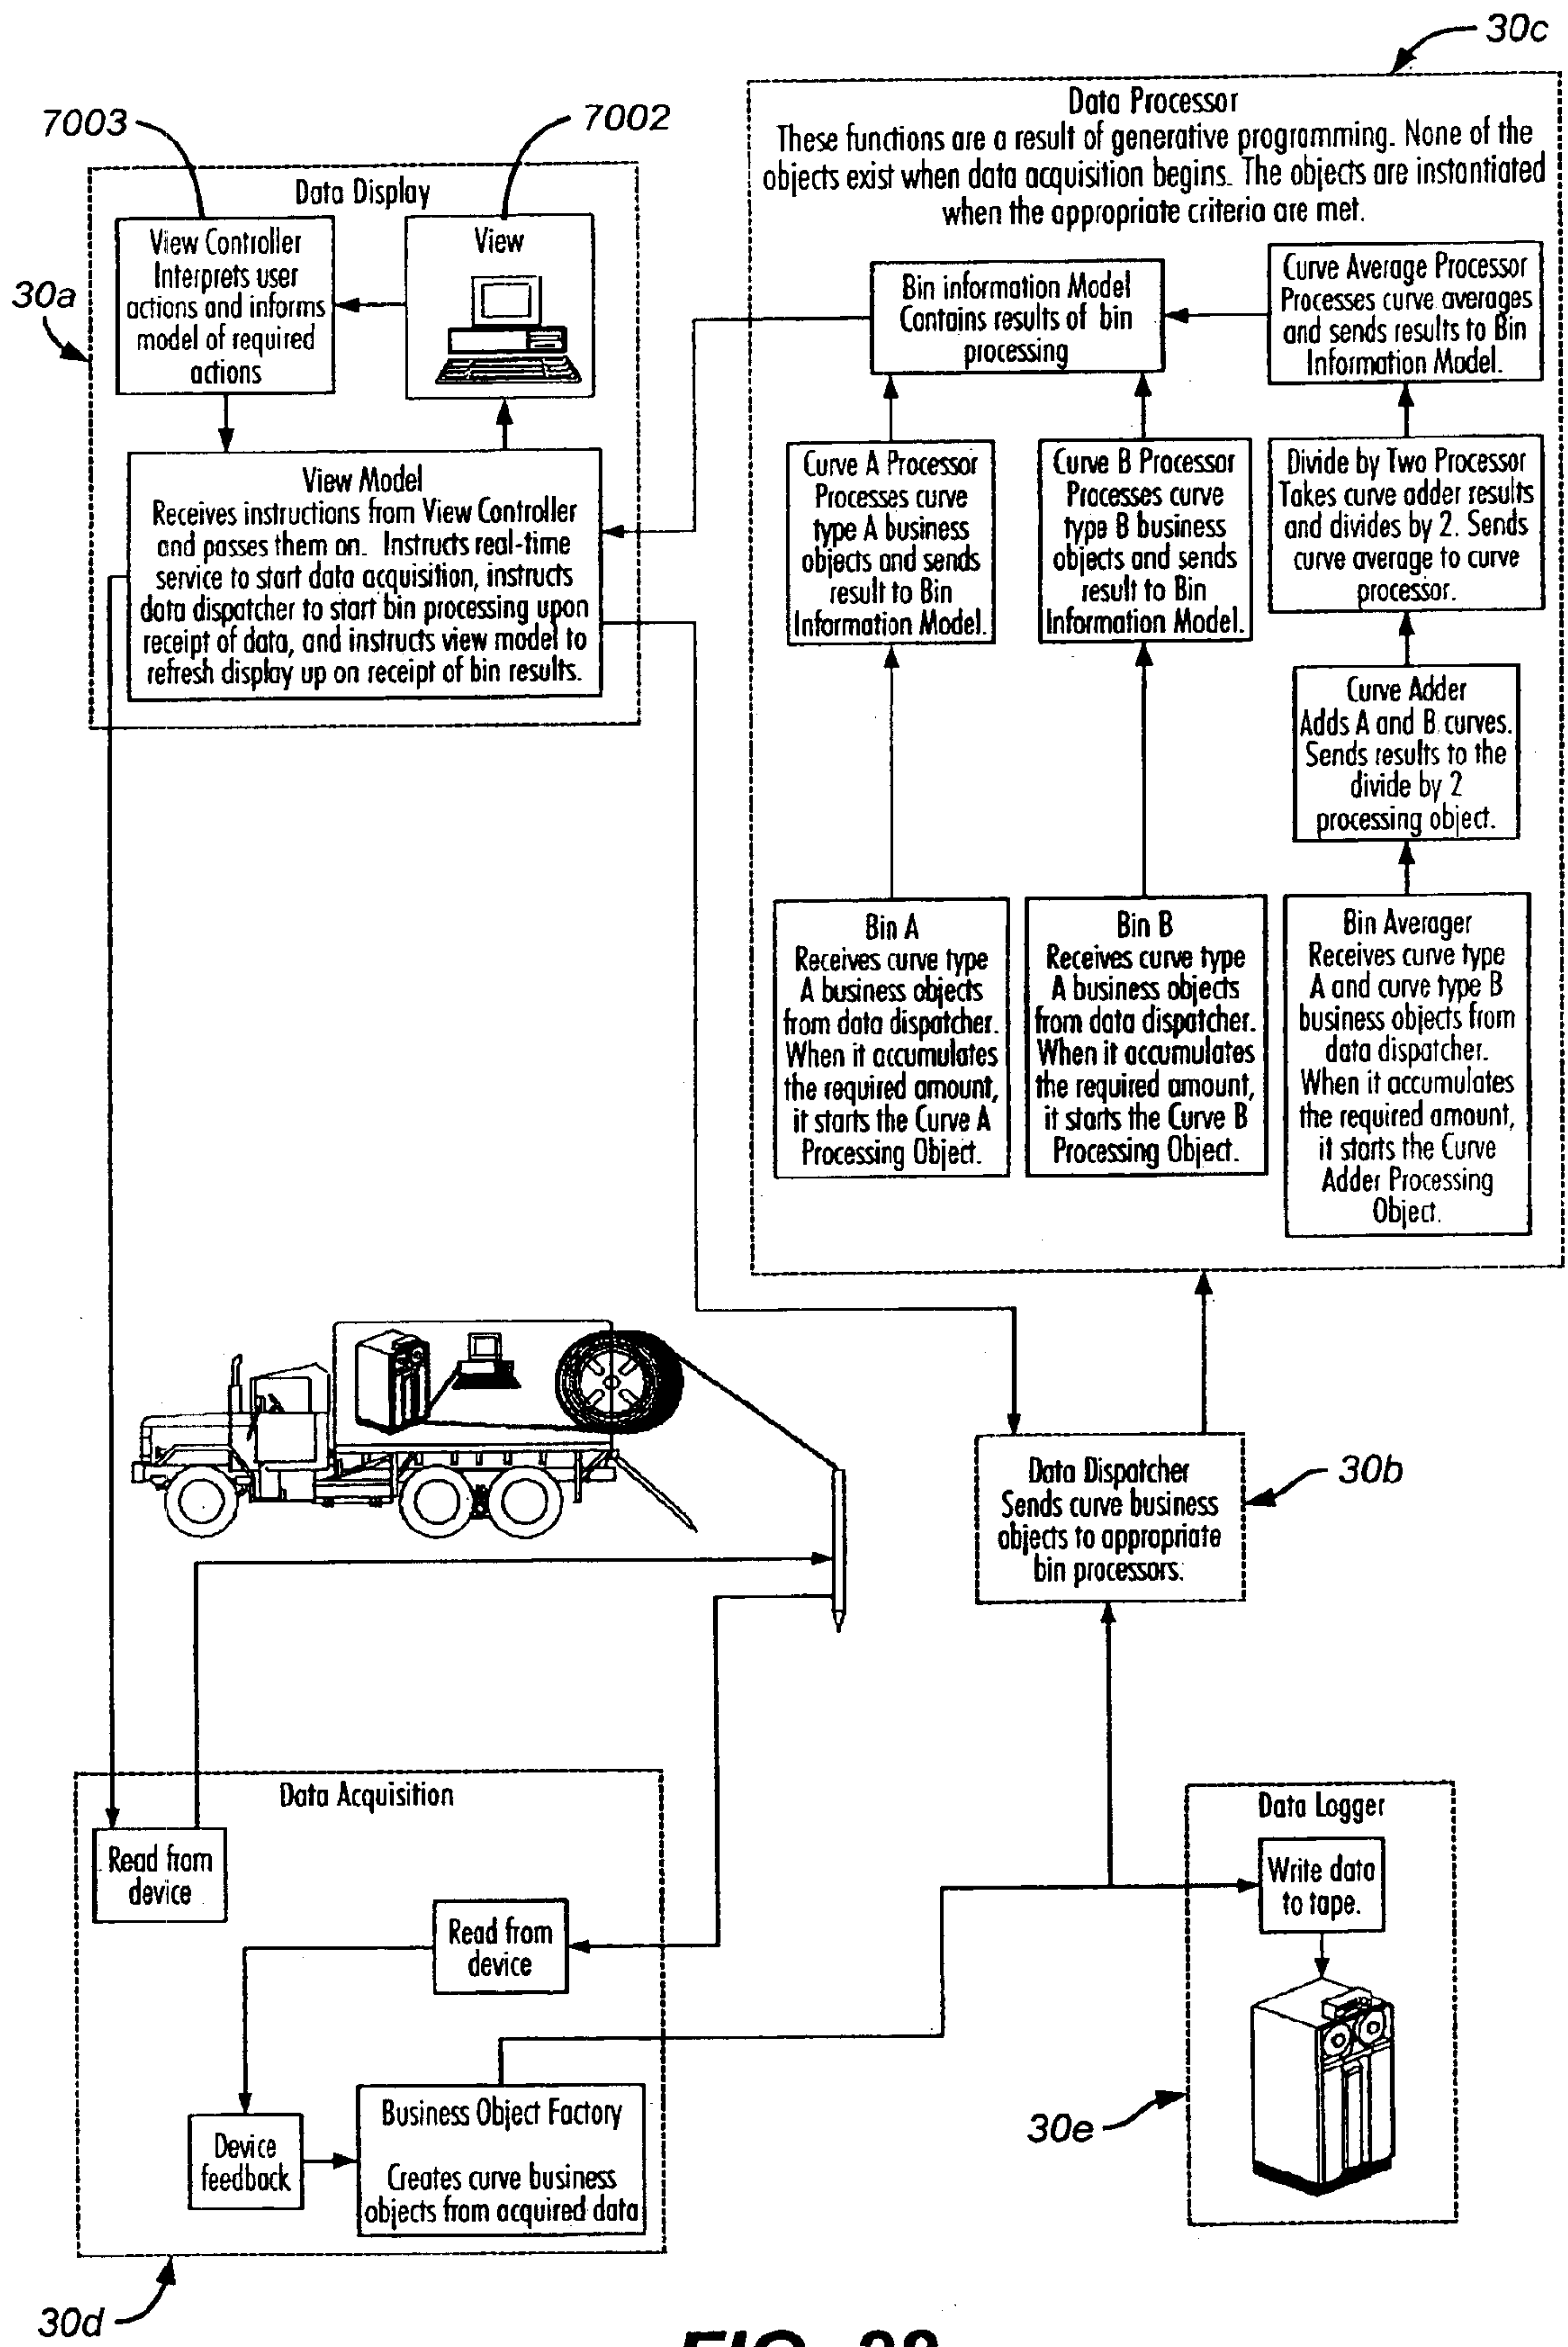 30c
Data Processor
These functions are a result of generative programming. None of the
objects exist when data acquisition begins. The objects are instantiated
when the appropriate criteria are met.
7003
7002
Data Display
30a
View Controller
Interprets user
actions and informs
model of required
actions
View
View Model
Receives instructions from View Controller
and passes them on. Instructs real-time
service to start data acquisition, instructs
data dispatcher to start bin processing upon
receipt of data, and instructs view model to
refresh display up on receipt of bin results.
Bin information Model
Contains results of bin
processing
Curve Average Processor
Processes curve averages
and sends results to Bin
Information Model.
Curve A Processor
Processes curve
type A business
objects and sends
result to Bin
Information Model.
Curve B Processor
Processes curve
type B business
objects and sends
result to Bin
Information Model.
Divide by Two Processor
Takes curve adder results
and divides by 2. Sends
curve average to curve
processor.
Curve Adder
Adds A and B curves.
Sends results to the
divide by 2
processing object.
Bin A
Receives curve type
A business objects
from data dispatcher.
When it accumulates
the required amount,
it starts the Curve A
Processing Object.
Bin B
Receives curve type
A business objects
from data dispatcher.
When it accumulates
the required amount,
it starts the Curve B
Processing Object.
Bin Averager
Receives curve type
A and curve type B
business objects from
data dispatcher.
When it accumulates
the required amount,
it starts the Curve
Adder Processing
Object.
Data Dispatcher
Sends curve business
objects to appropriate
bin processors.
30b
Data Acquisition
Read from
device
Read from
device
Device
feedback
Business Object Factory
Creates curve business
objects from acquired data
30d
Data Logger
Write data
to tape.
30e
FIG.